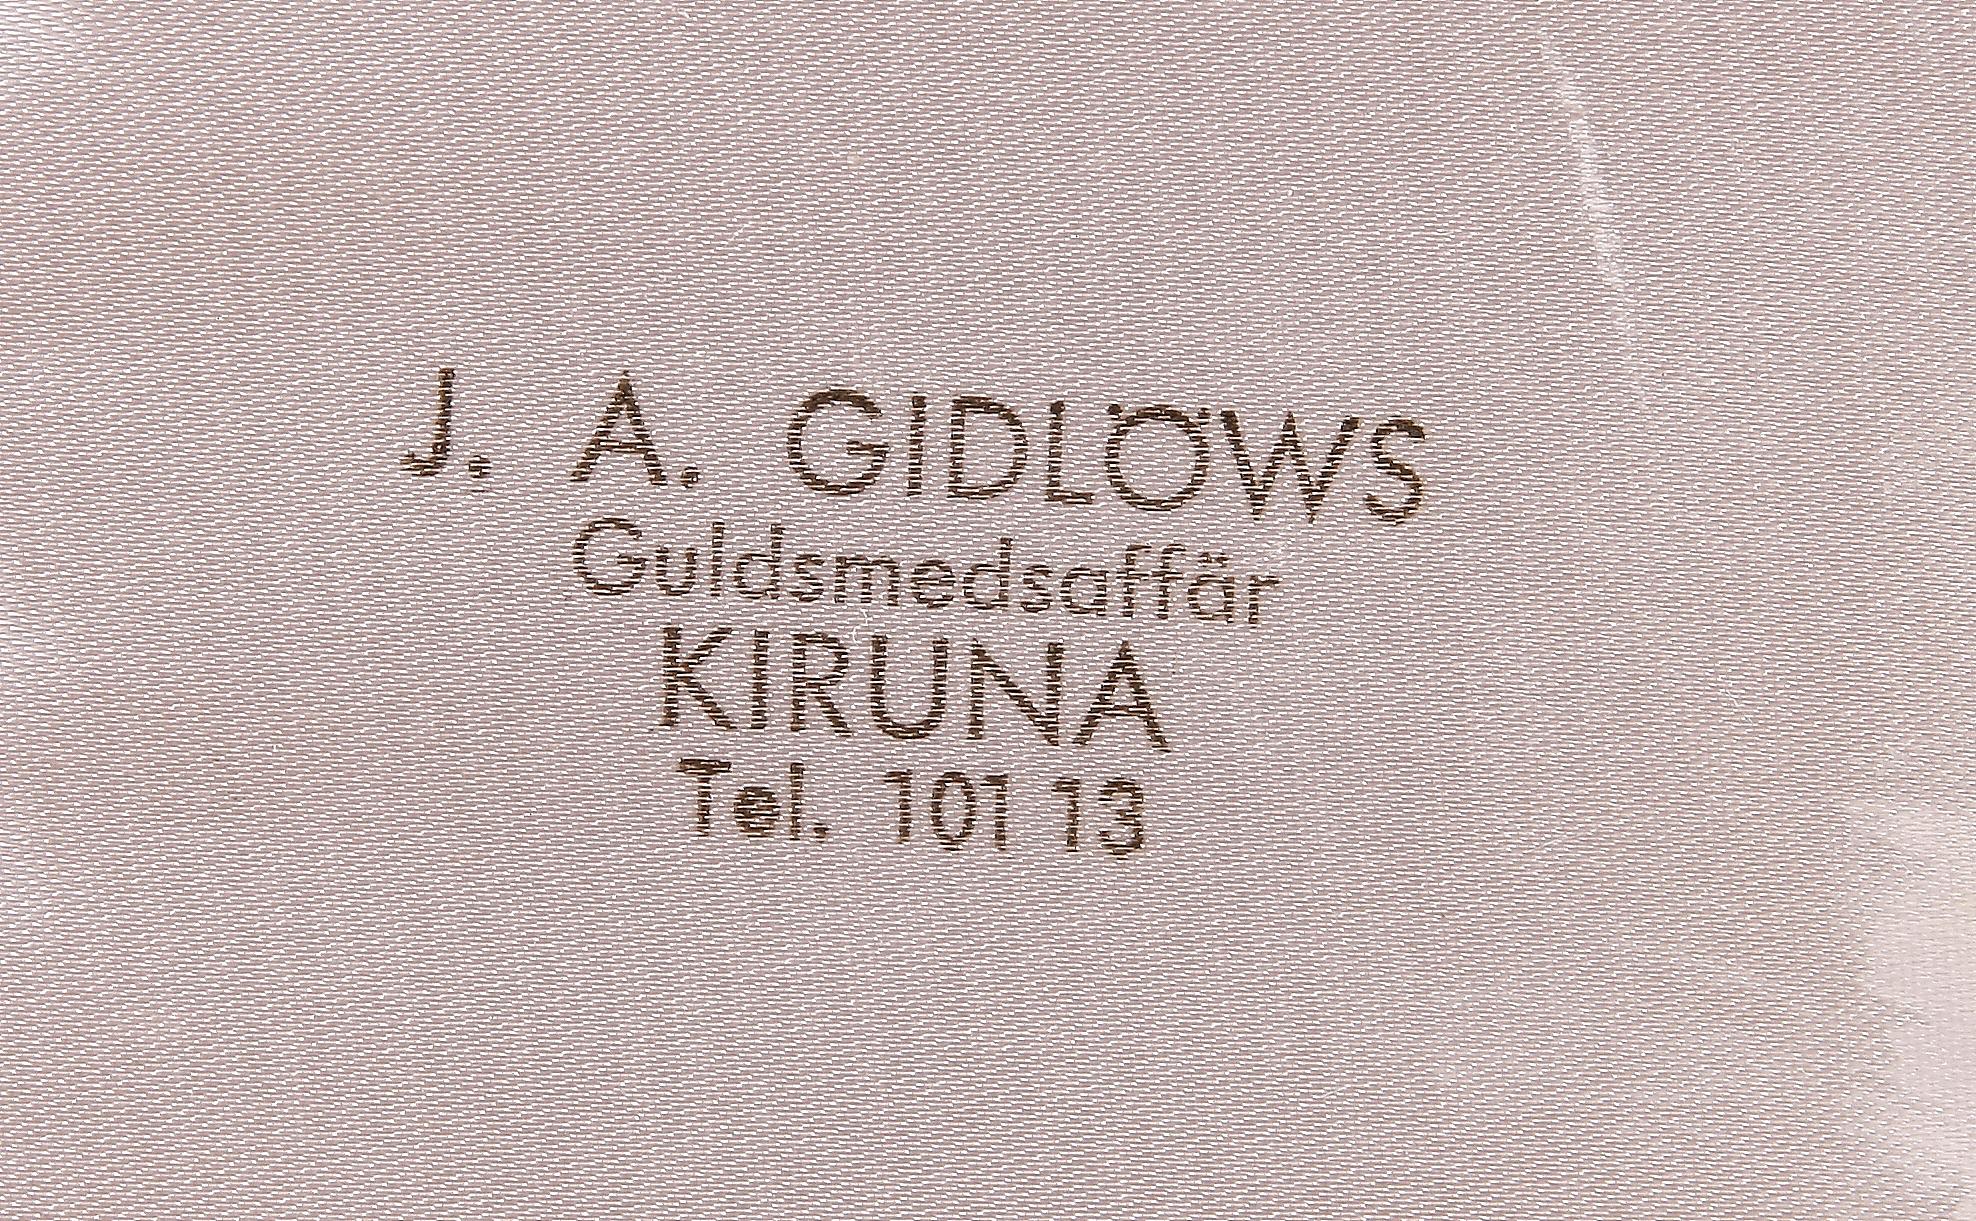 J. A. GIDLÖWS
Guldsmedsaffär
KIRUNA
Tel. 101 13